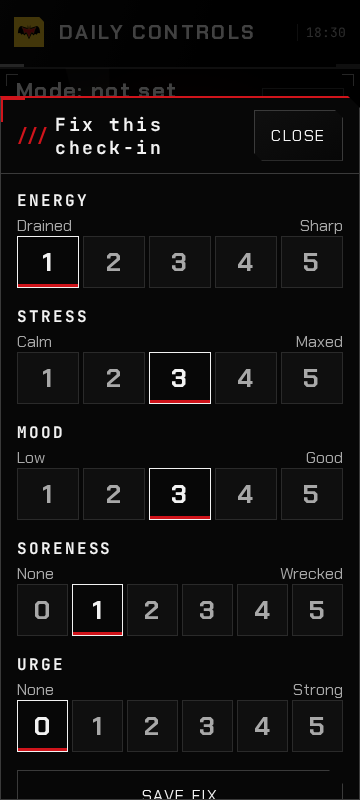 DAILY CONTROLS
18:30
Mode: not set
/// Fix this
check-in
CLOSE
ENERGY
Drained Sharp
1 2 3 4 5
STRESS
Calm Maxed
1 2 3 4 5
MOOD
Low Good
1 2 3 4 5
SORENESS
None Wrecked
0 1 2 3 4 5
URGE
None Strong
0 1 2 3 4 5
SAVE FIX